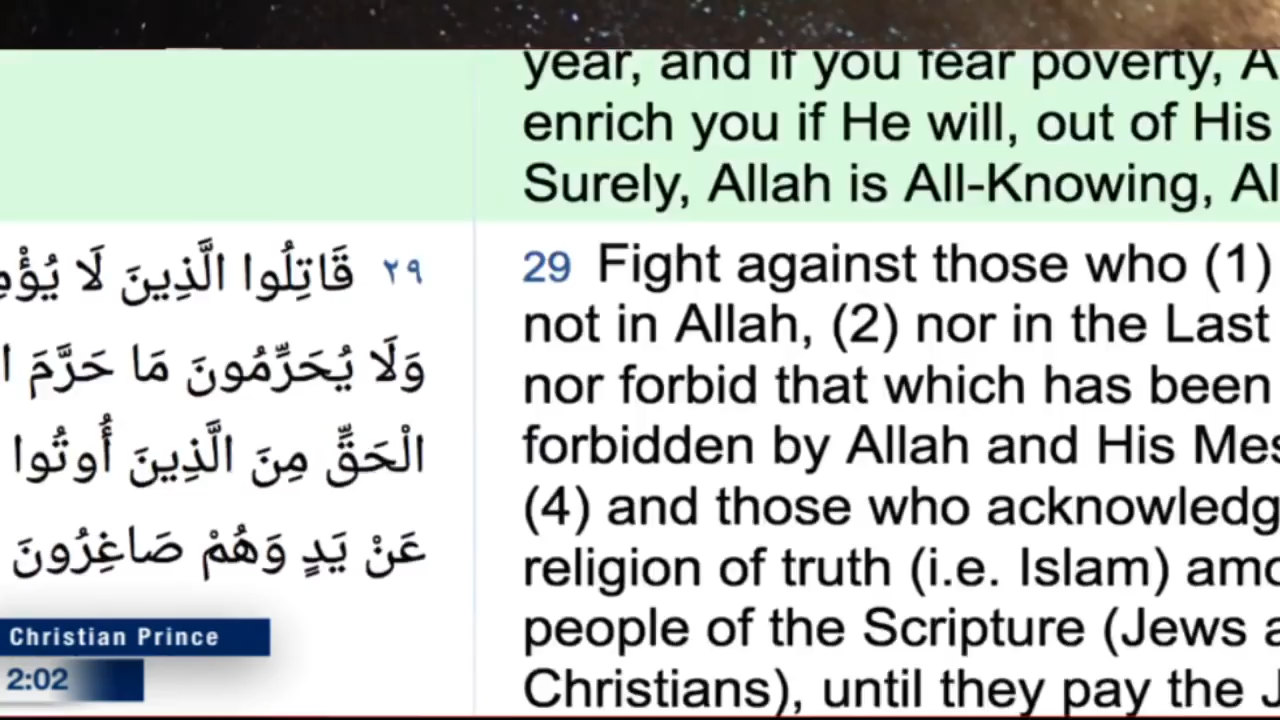 year, and if you fear poverty, A
enrich you if He will, out of His
Surely, Allah is All-Knowing, Al
٢٩ قَاتِلُوا الَّذِينَ لَا يُؤْمِ
وَلَا يُحَرِّمُونَ مَا حَرَّمَ ا
الْحَقِّ مِنَ الَّذِينَ أُوتُوا
عَنْ يَدٍ وَهُمْ صَاغِرُونَ
29 Fight against those who (1)
not in Allah, (2) nor in the Last
nor forbid that which has been
forbidden by Allah and His Mes
(4) and those who acknowledg
religion of truth (i.e. Islam) amo
people of the Scripture (Jews a
Christians), until they pay the J
Christian Prince
2:02